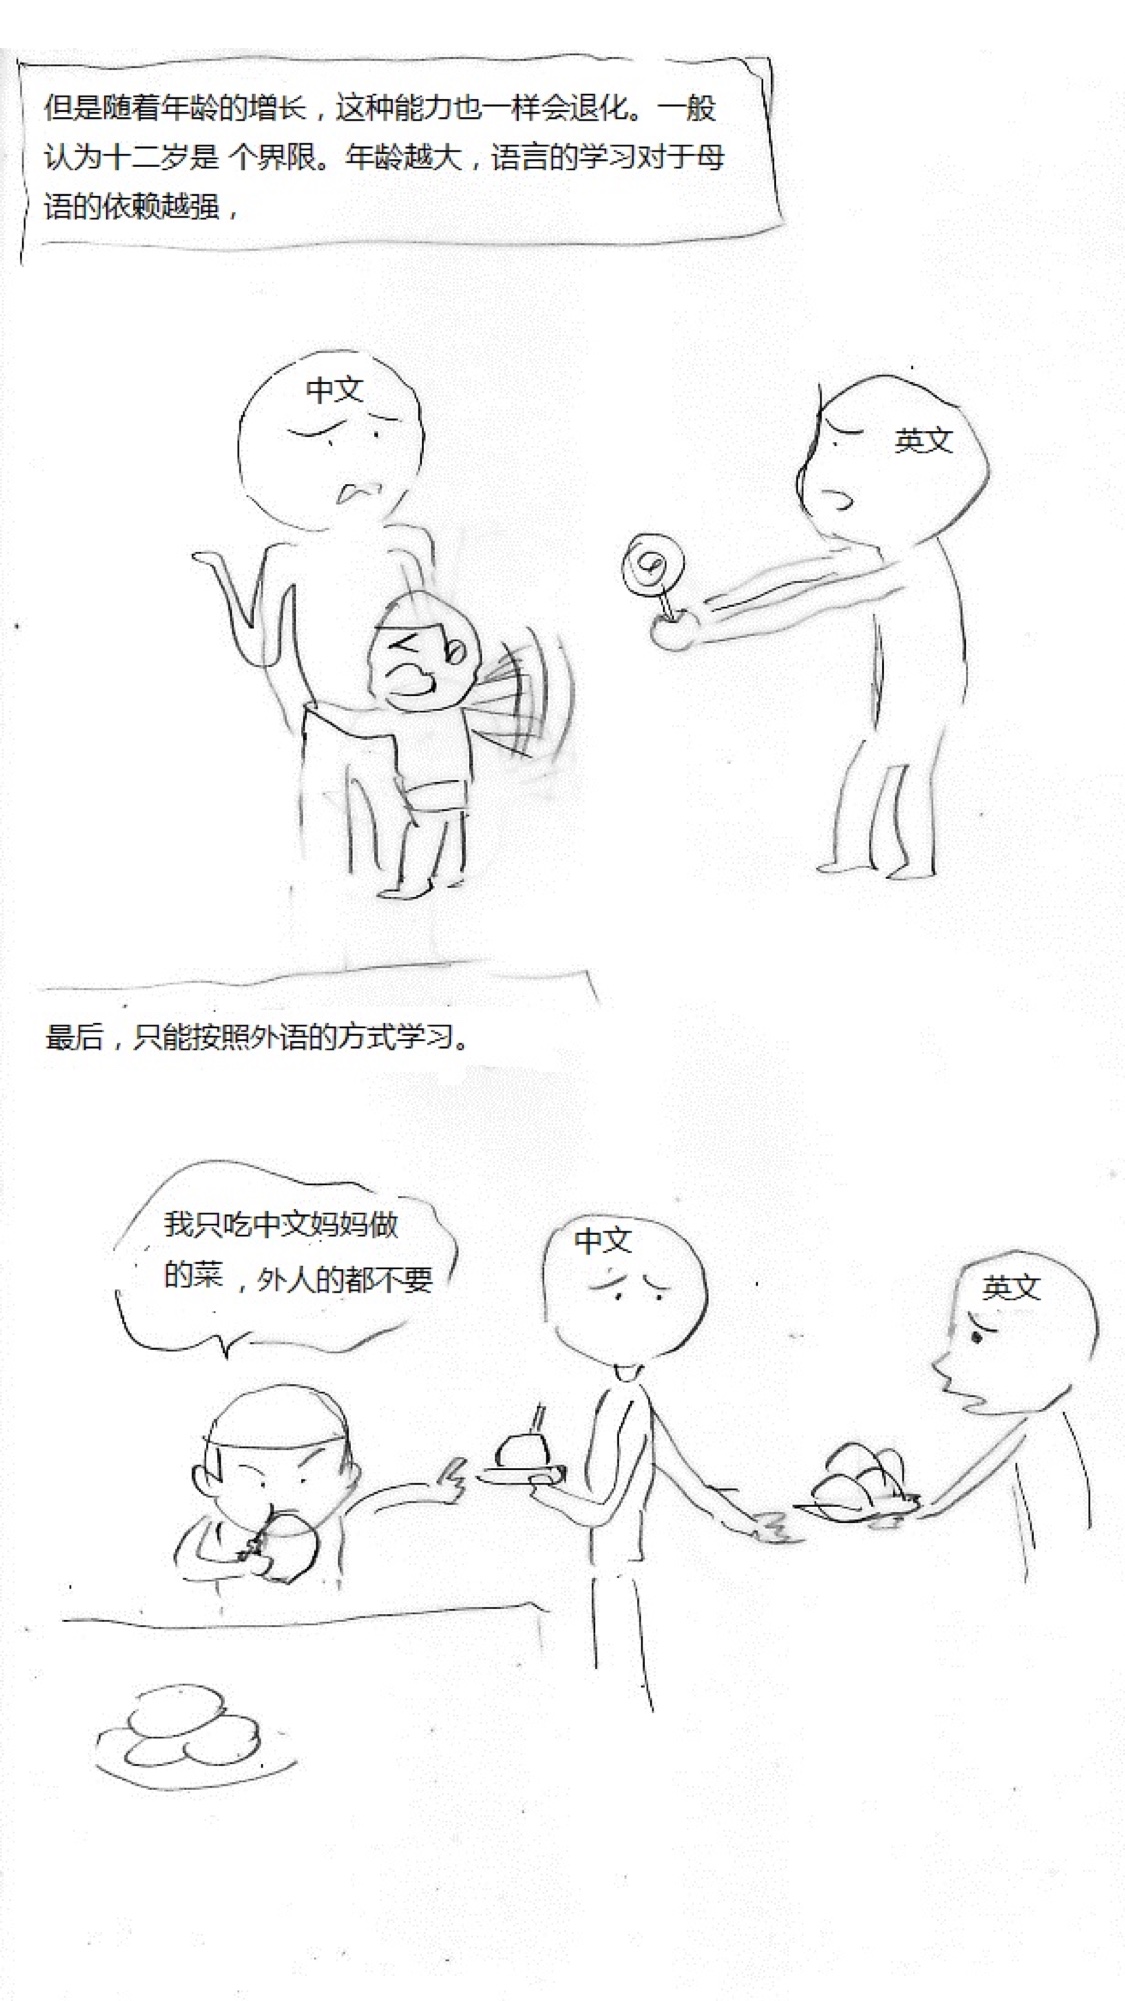 但是随着年龄的增长，这种能力也一样会退化。一般
认为十二岁是 个界限。年龄越大，语言的学习对于母
语的依赖越强，
中文
英文
最后，只能按照外语的方式学习。
我只吃中文妈妈做
的菜，外人的都不要
中文
英文